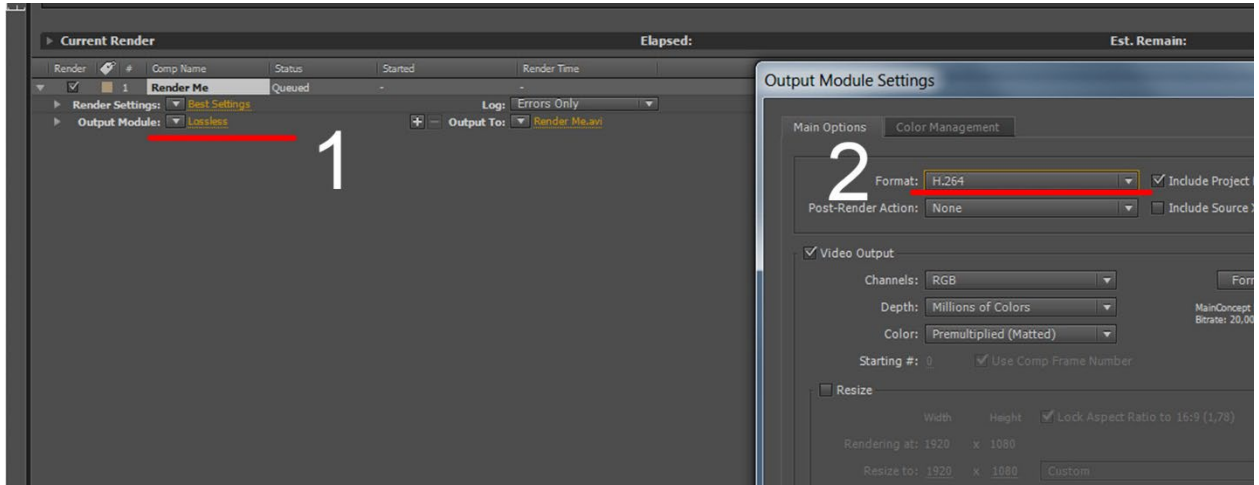 Current Render Elapsed: Est. Remain:
Render # Comp Name Status Started Render Time
1 Render Me Queued - -
Render Settings: Best Settings Log: Errors Only
Output Module: Lossless + - Output To: Render Me.avi
1
Output Module Settings
Main Options Color Management
2
Format: H.264 Include Project
Post-Render Action: None Include Source
Video Output
Channels: RGB Form
Depth: Millions of Colors MainConcept
Bitrate: 20,00
Color: Premultiplied (Matted)
Starting #: 0 Use Comp Frame Number
Resize
Width Height Lock Aspect Ratio to 16:9 (1,78)
Rendering at: 1920 x 1080
Resize to: 1920 x 1080 Custom